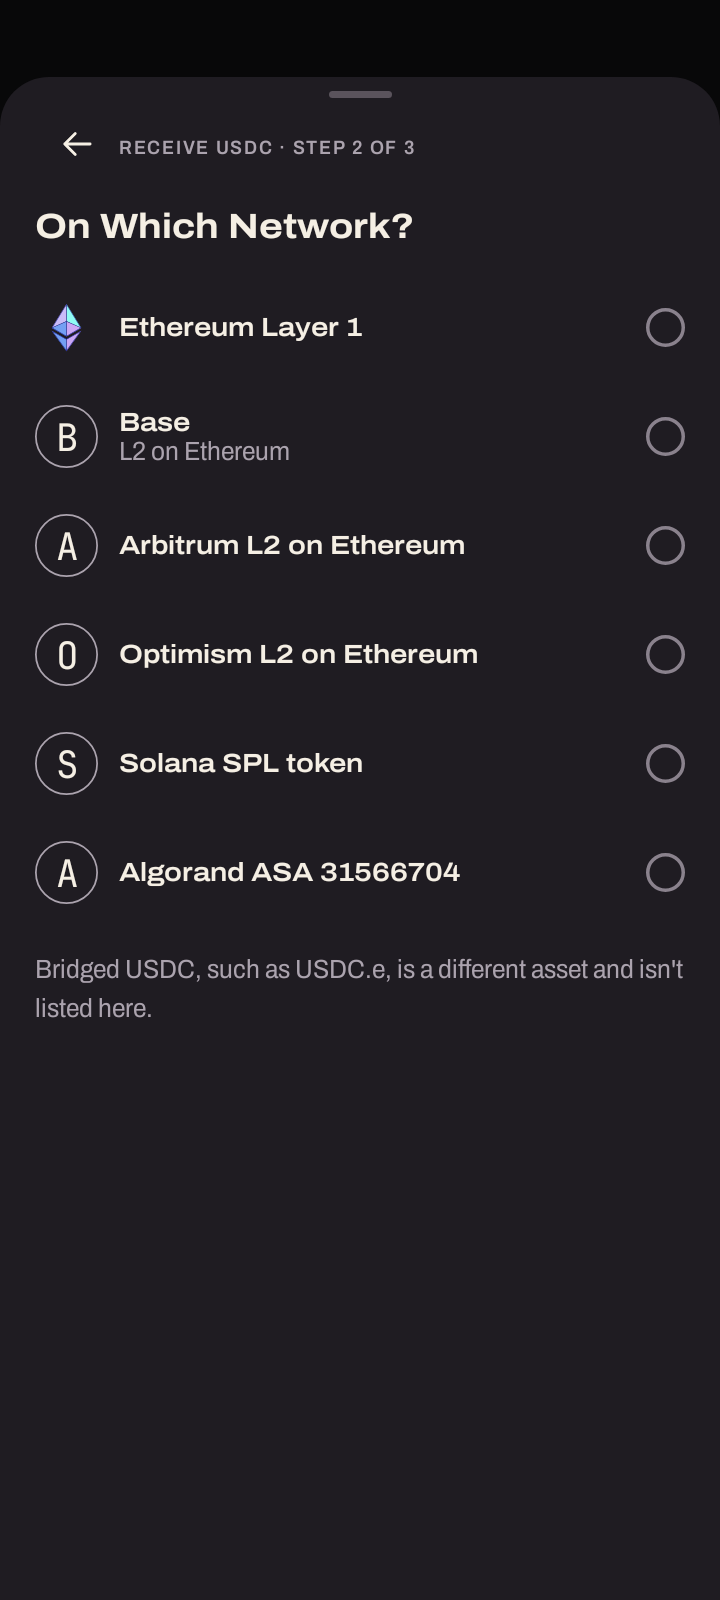 RECEIVE USDC · STEP 2 OF 3
On Which Network?
Ethereum Layer 1
B
Base
L2 on Ethereum
A
Arbitrum L2 on Ethereum
O
Optimism L2 on Ethereum
S
Solana SPL token
A
Algorand ASA 31566704
Bridged USDC, such as USDC.e, is a different asset and isn't
listed here.